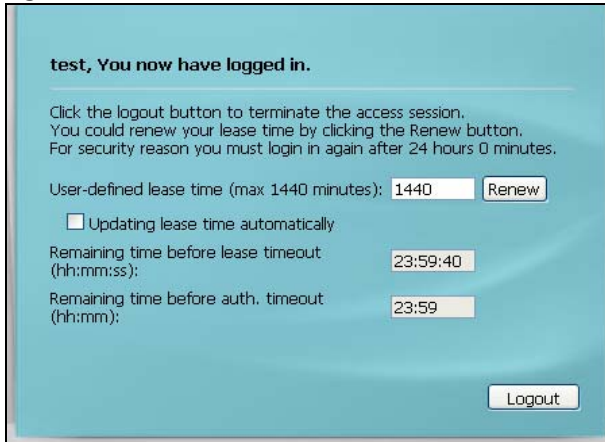 test, You now have logged in.
Click the logout button to terminate the access session.
You could renew your lease time by clicking the Renew button.
For security reason you must login in again after 24 hours 0 minutes.
User-defined lease time (max 1440 minutes): 1440 Renew
Updating lease time automatically
Remaining time before lease timeout
(hh:mm:ss): 23:59:40
Remaining time before auth. timeout
(hh:mm): 23:59
Logout